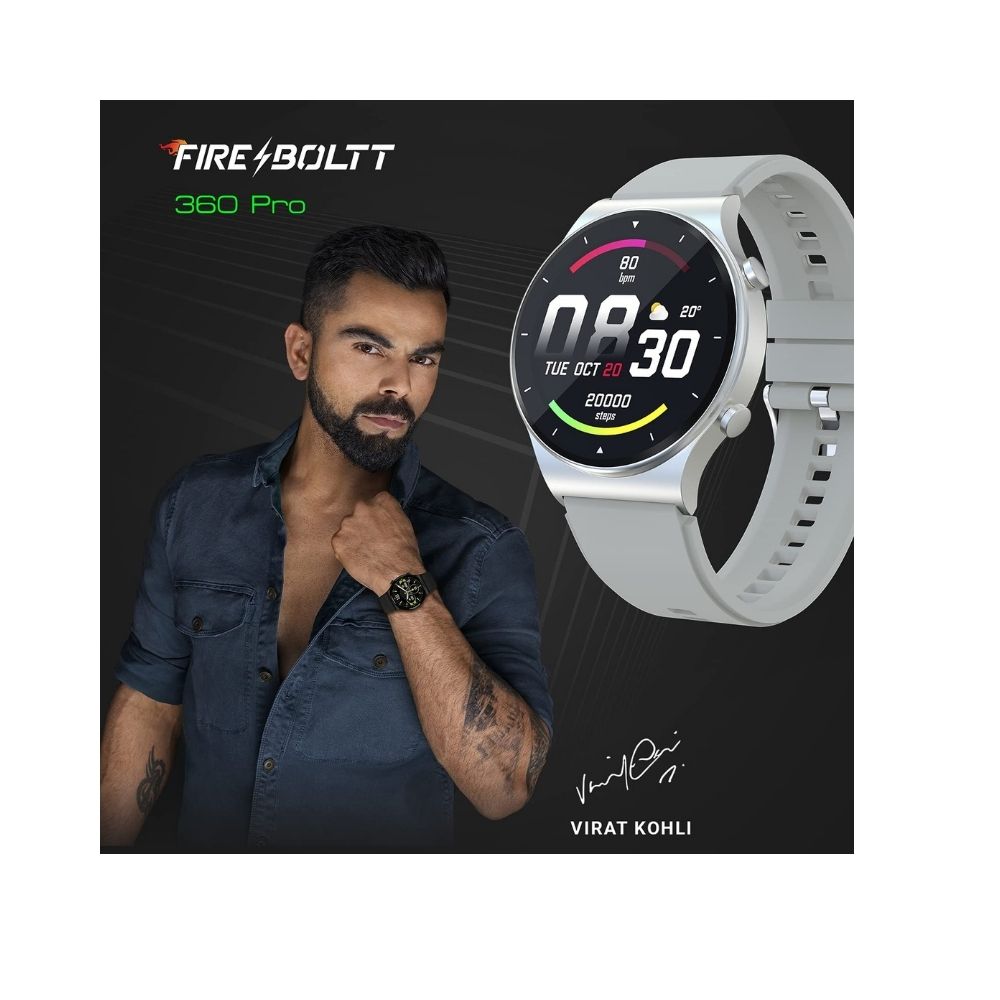 FIRE BOLTT
360 Pro
80
bpm
08
20°
30
TUE OCT 20
20000
steps
VIRAT KOHLI